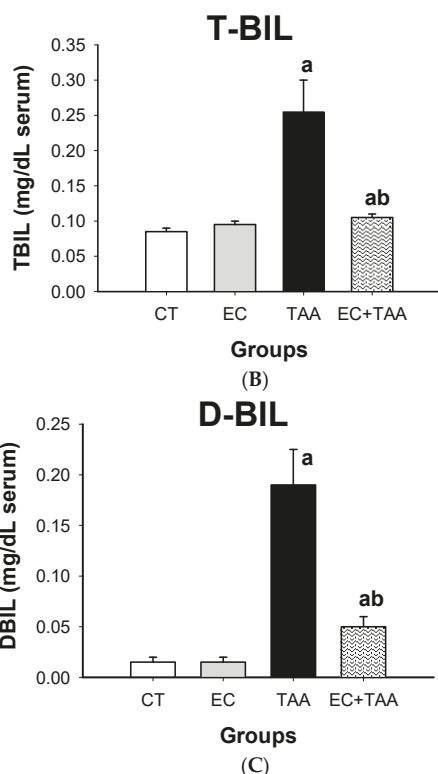 T-BIL
TBIL (mg/dL serum)
0.35
0.30
0.25
0.20
0.15
0.10
0.05
0.00
a
ab
CT EC TAA EC+TAA
Groups
(B)
D-BIL
DBIL (mg/dL serum)
0.25
0.20
0.15
0.10
0.05
0.00
a
ab
CT EC TAA EC+TAA
Groups
(C)